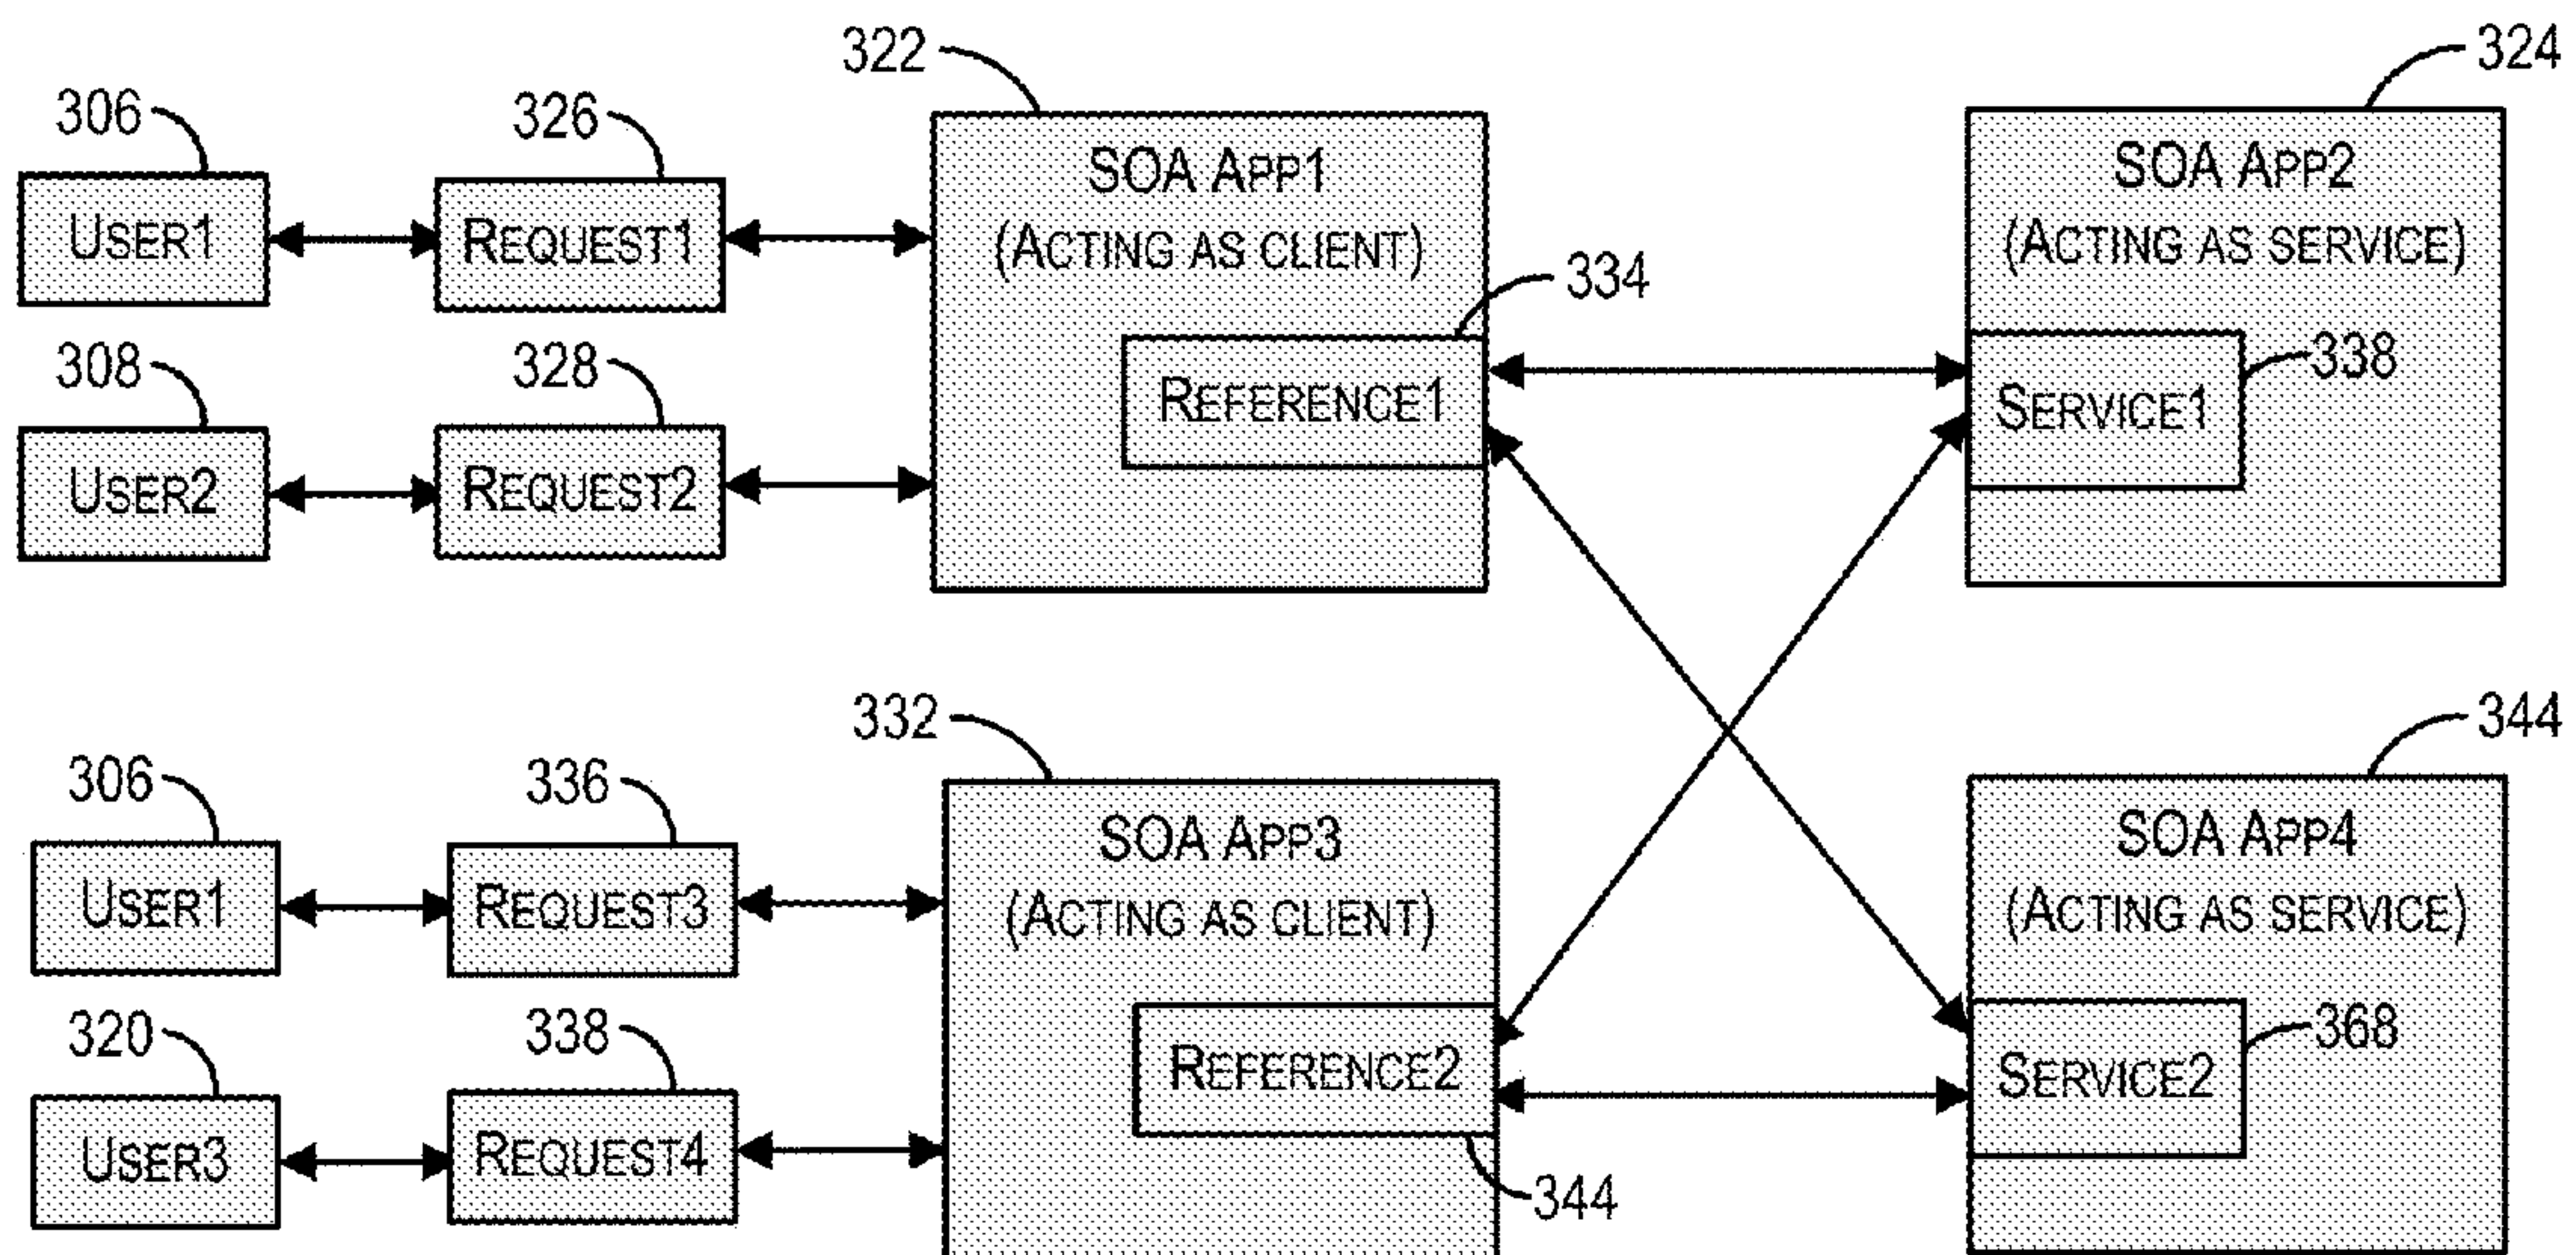 322
324
306
326
SOA APP1
SOA APP2
(ACTING AS CLIENT)
(ACTING AS SERVICE)
USER1
REQUEST1
334
308
328
338
REFERENCE1
SERVICE1
USER2
REQUEST2
332
344
306
336
SOA APP3
SOA APP4
(ACTING AS CLIENT)
(ACTING AS SERVICE)
USER1
REQUEST3
320
338
368
REFERENCE2
SERVICE2
USER3
REQUEST4
344